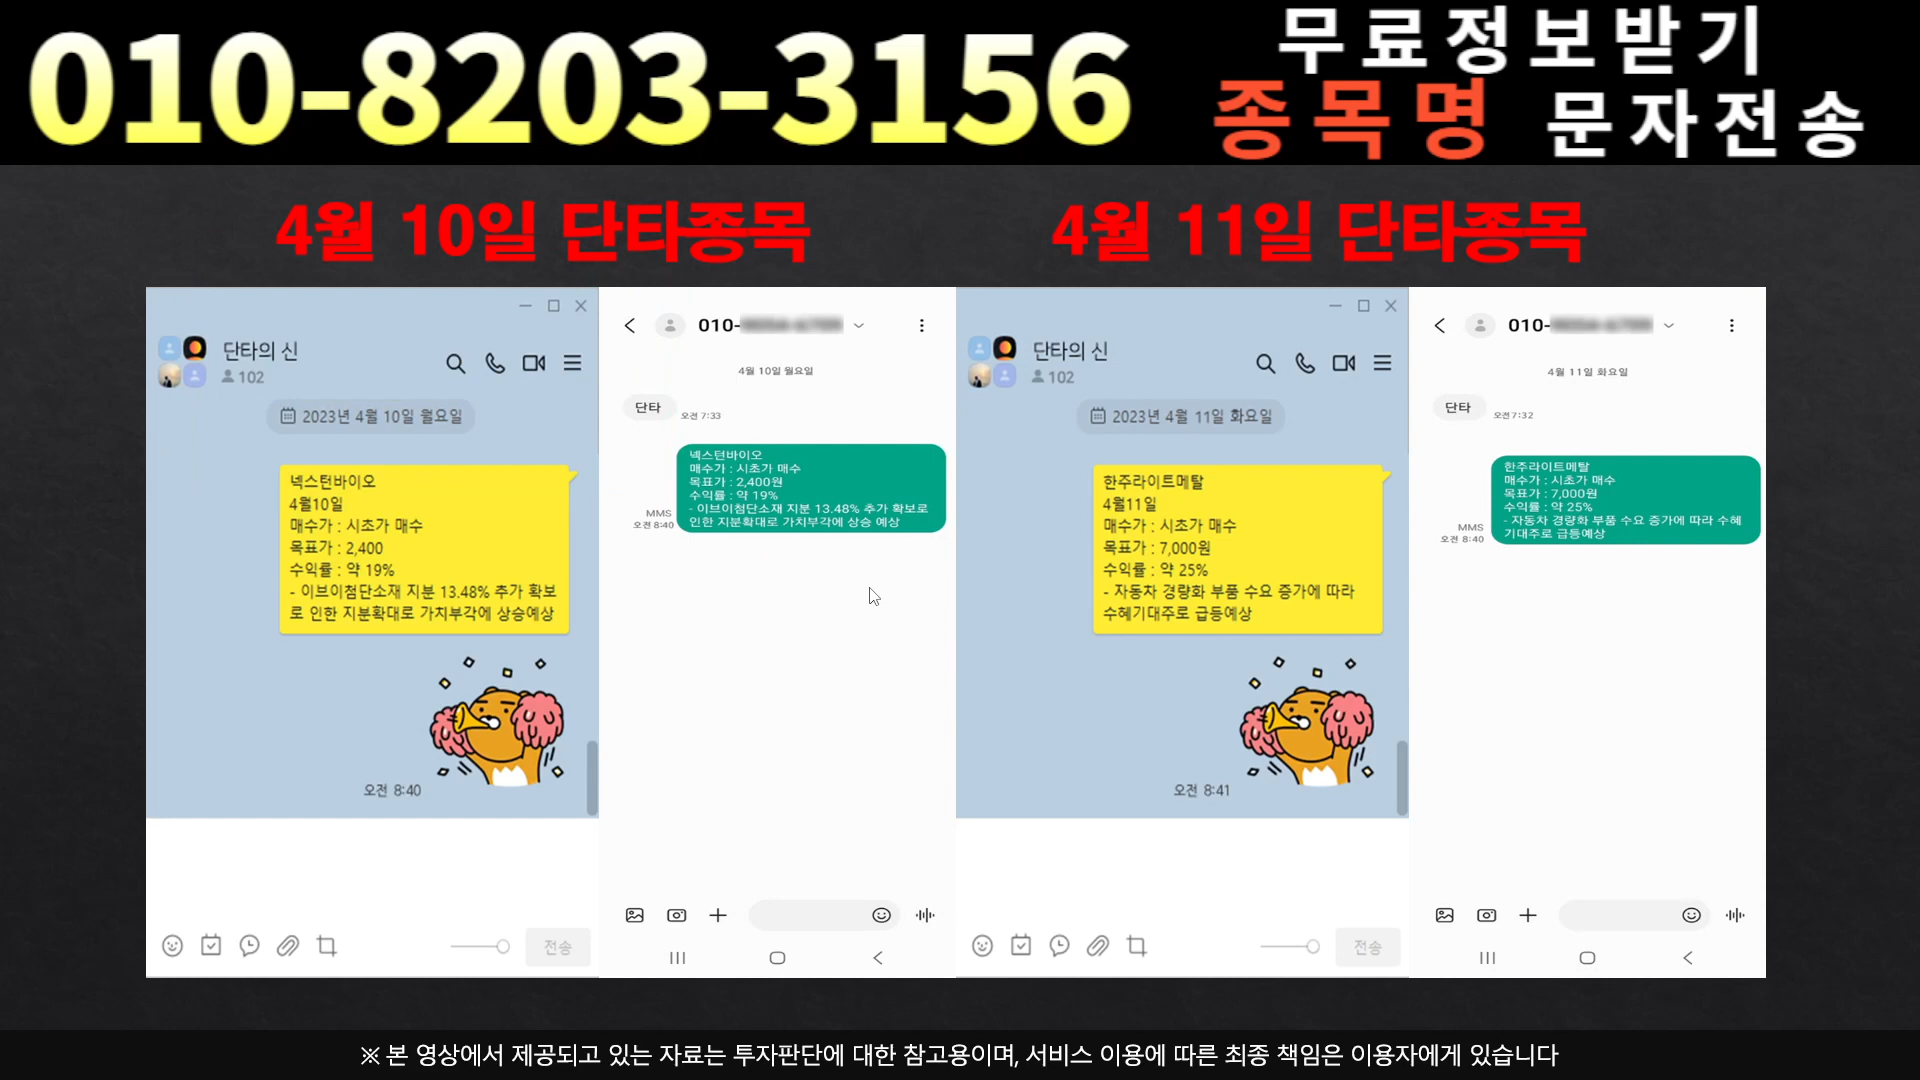 010-8203-3156
무료정보받기
종목명 문자전송
4월 10일 단타종목
4월 11일 단타종목
단타의 신
102
2023년 4월 10일 월요일
넥스턴바이오
4월10일
매수가 : 시초가 매수
목표가 : 2,400
수익률 : 약 19%
- 이브이첨단소재 지분 13.48% 추가 확보
로 인한 지분확대로 가치부각에 상승예상
오전 8:40
전송
010-
4월 10일 월요일
단타
오전 7:33
넥스턴바이오
매수가 : 시초가 매수
목표가 : 2,400원
수익률 : 약 19%
- 이브이첨단소재 지분 13.48% 추가 확보로
인한 지분확대로 가치부각에 상승 예상
MMS
오전 8:40
단타의 신
102
2023년 4월 11일 화요일
한주라이트메탈
4월11일
매수가 : 시초가 매수
목표가 : 7,000원
수익률 : 약 25%
- 자동차 경량화 부품 수요 증가에 따라
수혜기대주로 급등예상
오전 8:41
전송
010-
4월 11일 화요일
단타
오전 7:32
한주라이트메탈
매수가 : 시초가 매수
목표가 : 7,000원
수익률 : 약 25%
- 자동차 경량화 부품 수요 증가에 따라 수혜
기대주로 급등예상
MMS
오전 8:40
※ 본 영상에서 제공되고 있는 자료는 투자판단에 대한 참고용이며, 서비스 이용에 따른 최종 책임은 이용자에게 있습니다